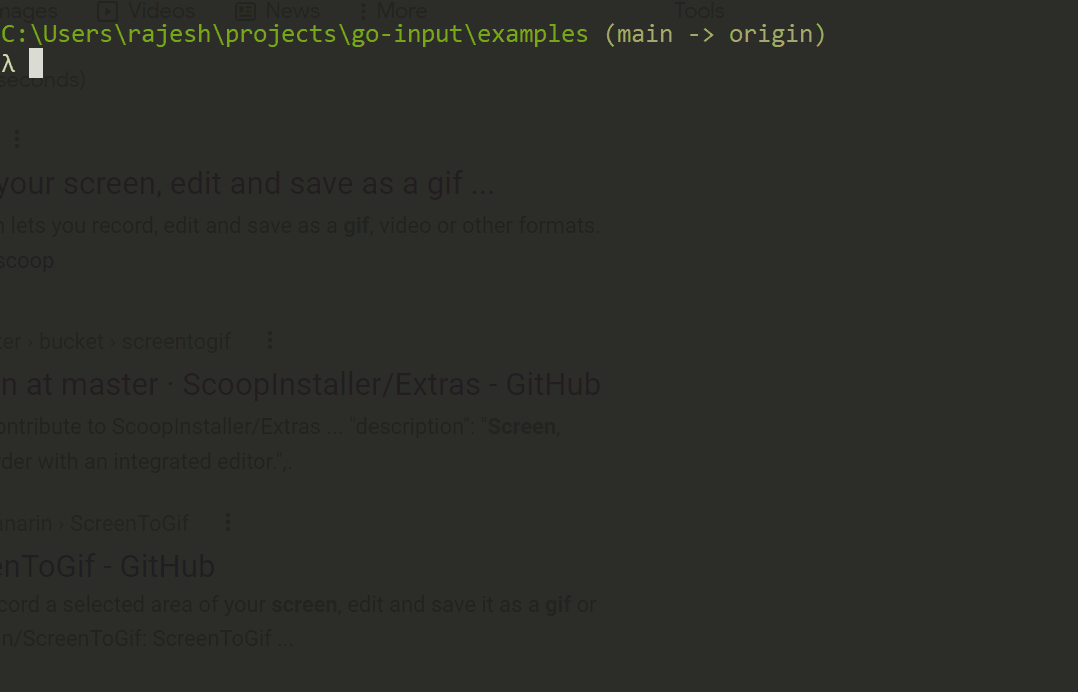 mages Videos News More Tools
C:\Users\rajesh\projects\go-input\examples (main -> origin)
λ
seconds)
your screen, edit and save as a gif ...
n lets you record, edit and save as a gif, video or other formats.
scoop
ter › bucket › screentogif
n at master · ScoopInstaller/Extras - GitHub
ontribute to ScoopInstaller/Extras ... "description": "Screen,
der with an integrated editor.",.
anarin › ScreenToGif
enToGif - GitHub
cord a selected area of your screen, edit and save it as a gif or
n/ScreenToGif: ScreenToGif ...